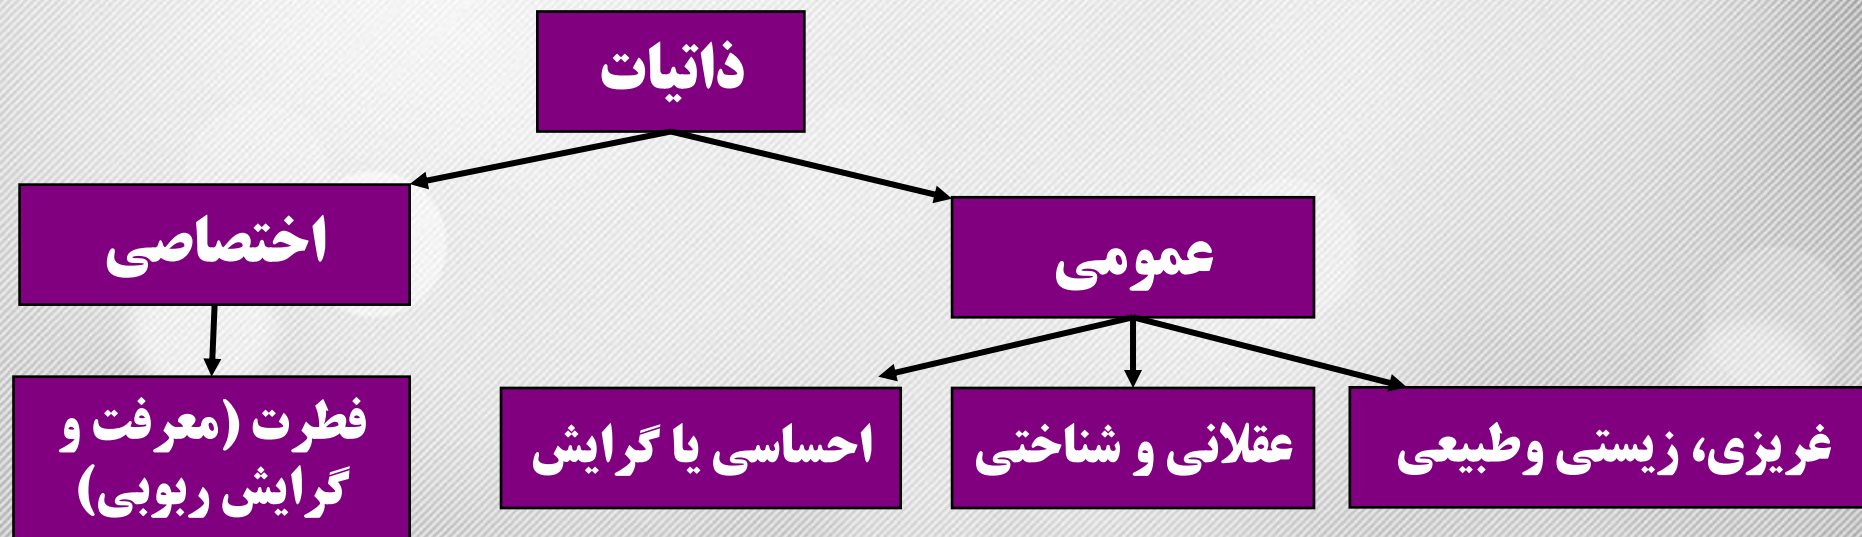 ذاتیات
عمومی
اختصاصی
غریزی، زیستی وطبیعی
عقلانی و شناختی
احساسی یا گرایش
فطرت (معرفت و
گرایش ربوبی)